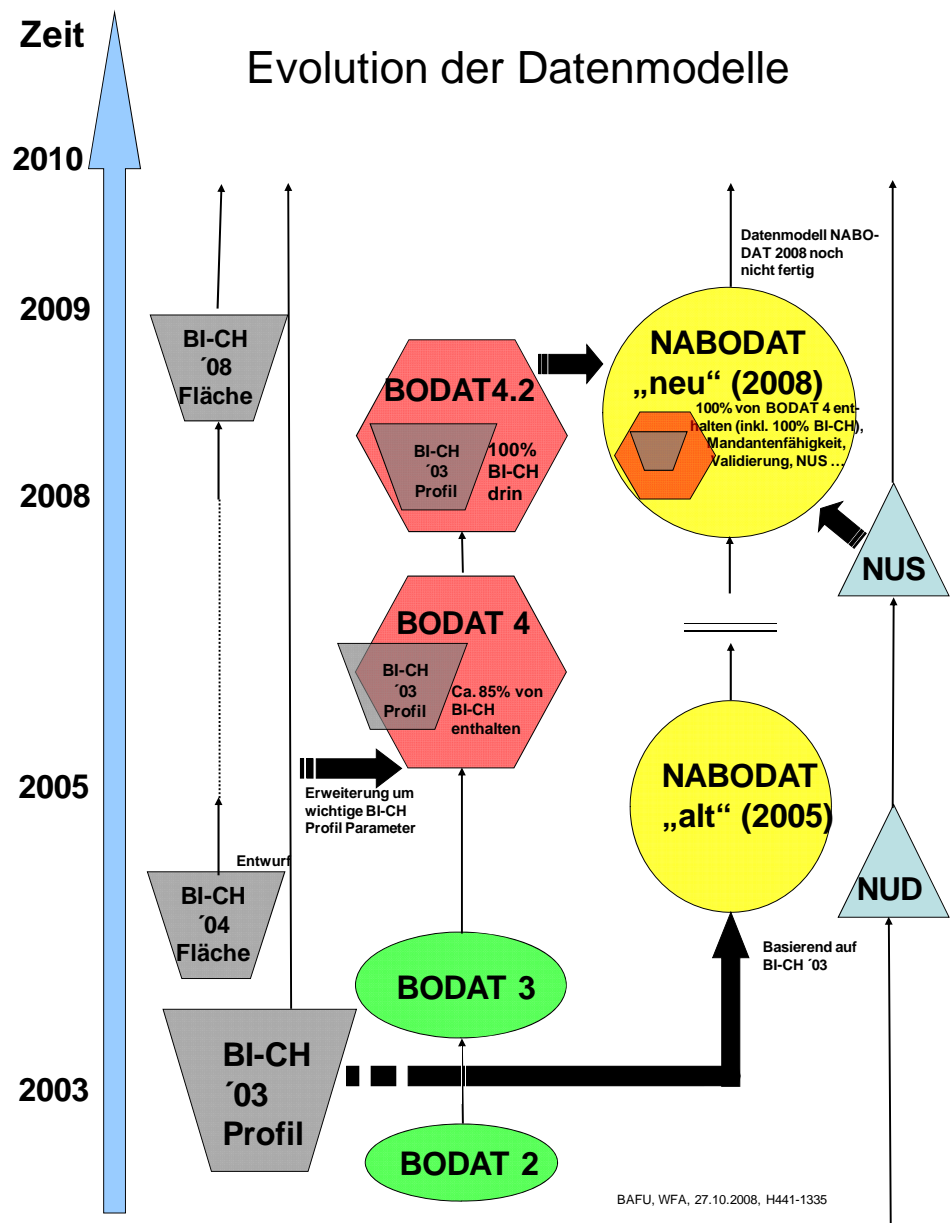 Zeit
Evolution der Datenmodelle
2010
2009
2008
2005
2003
Datenmodell NABO-
DAT 2008 noch
nicht fertig
BI-CH
´08
Fläche
BODAT4.2
BI-CH
´03
Profil
100%
BI-CH
drin
NABODAT
„neu“ (2008)
100% von BODAT 4 ent-
halten (inkl. 100% BI-CH),
Mandantenfähigkeit,
Validierung, NUS ...
NUS
BODAT 4
BI-CH
´03
Profil
Ca. 85% von
BI-CH
enthalten
Erweiterung um
wichtige BI-CH
Profil Parameter
NABODAT
„alt“ (2005)
Entwurf
BI-CH
´04
Fläche
NUD
Basierend auf
BI-CH ´03
BODAT 3
BI-CH
´03
Profil
BODAT 2
BAFU, WFA, 27.10.2008, H441-1335